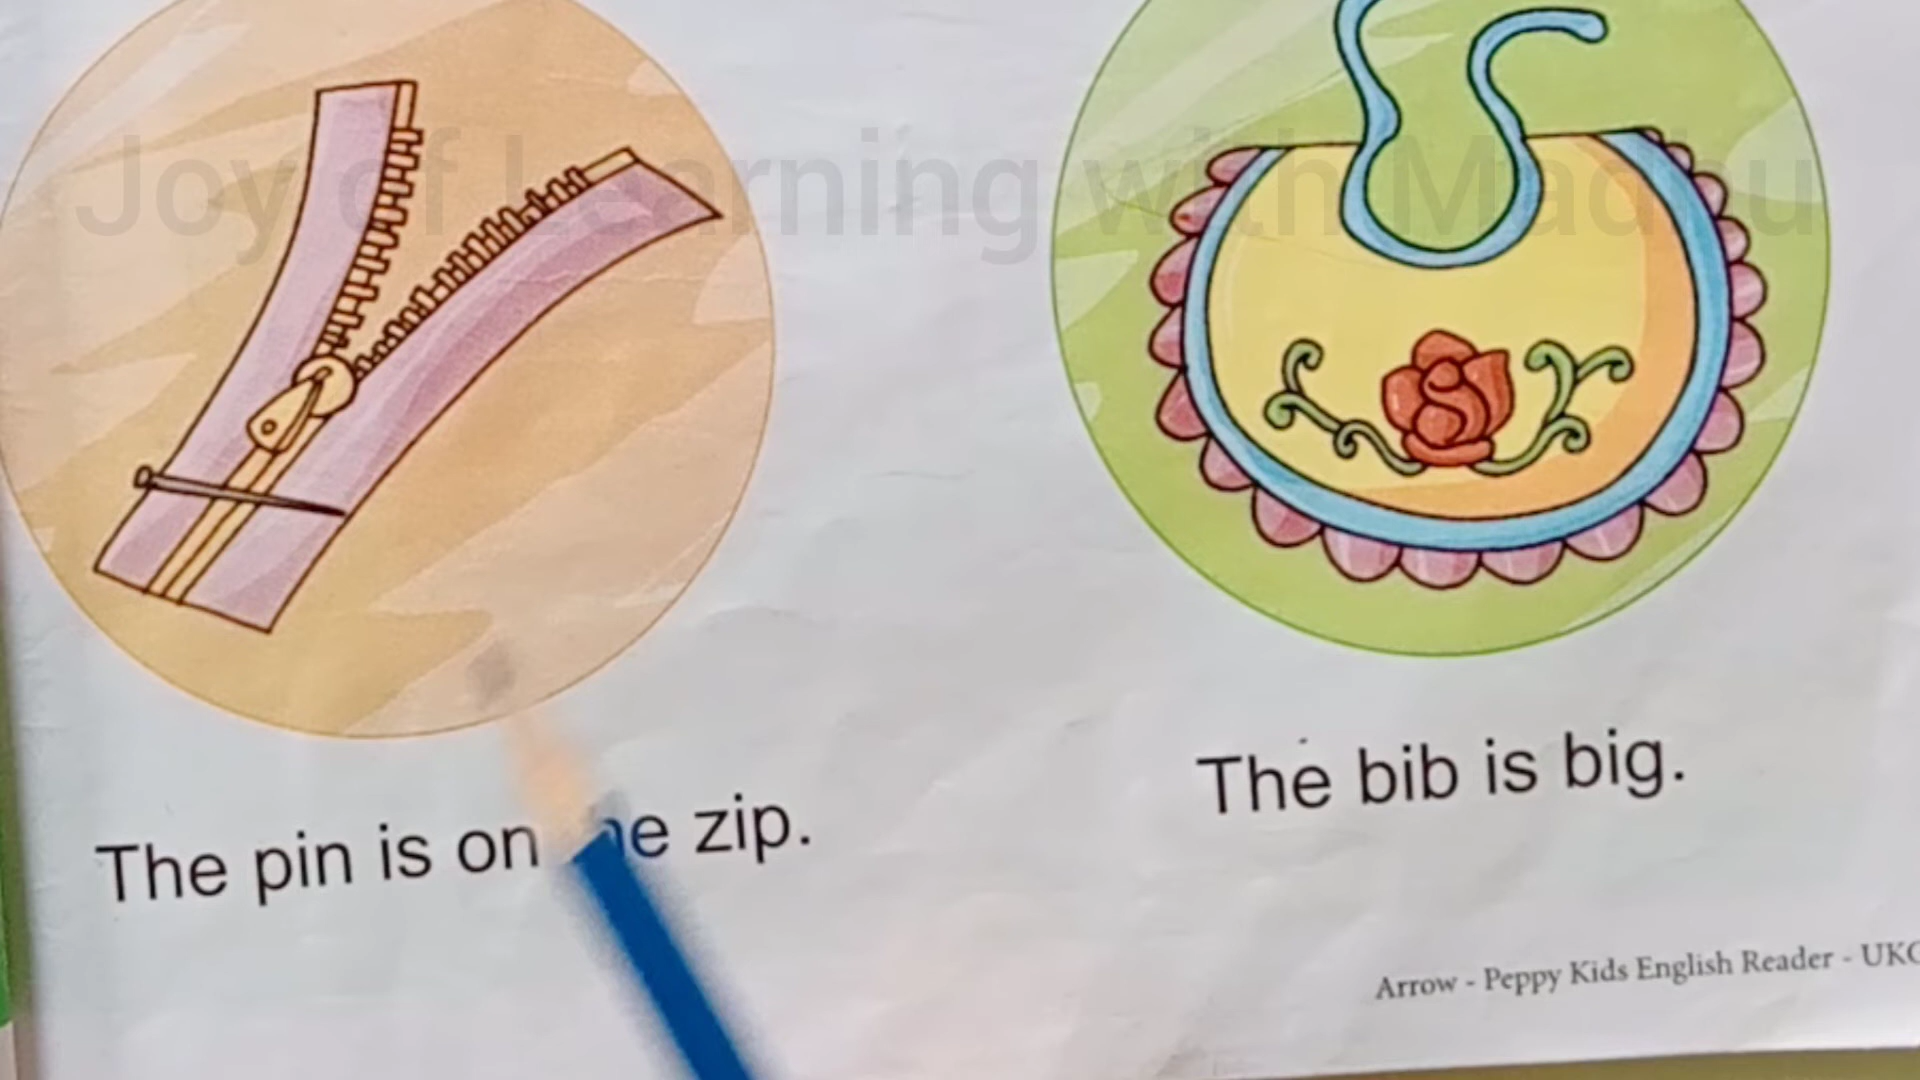 Joy of Learning with Madhu
The pin is on zip.
The bib is big.
Arrow - Peppy Kids English Reader -